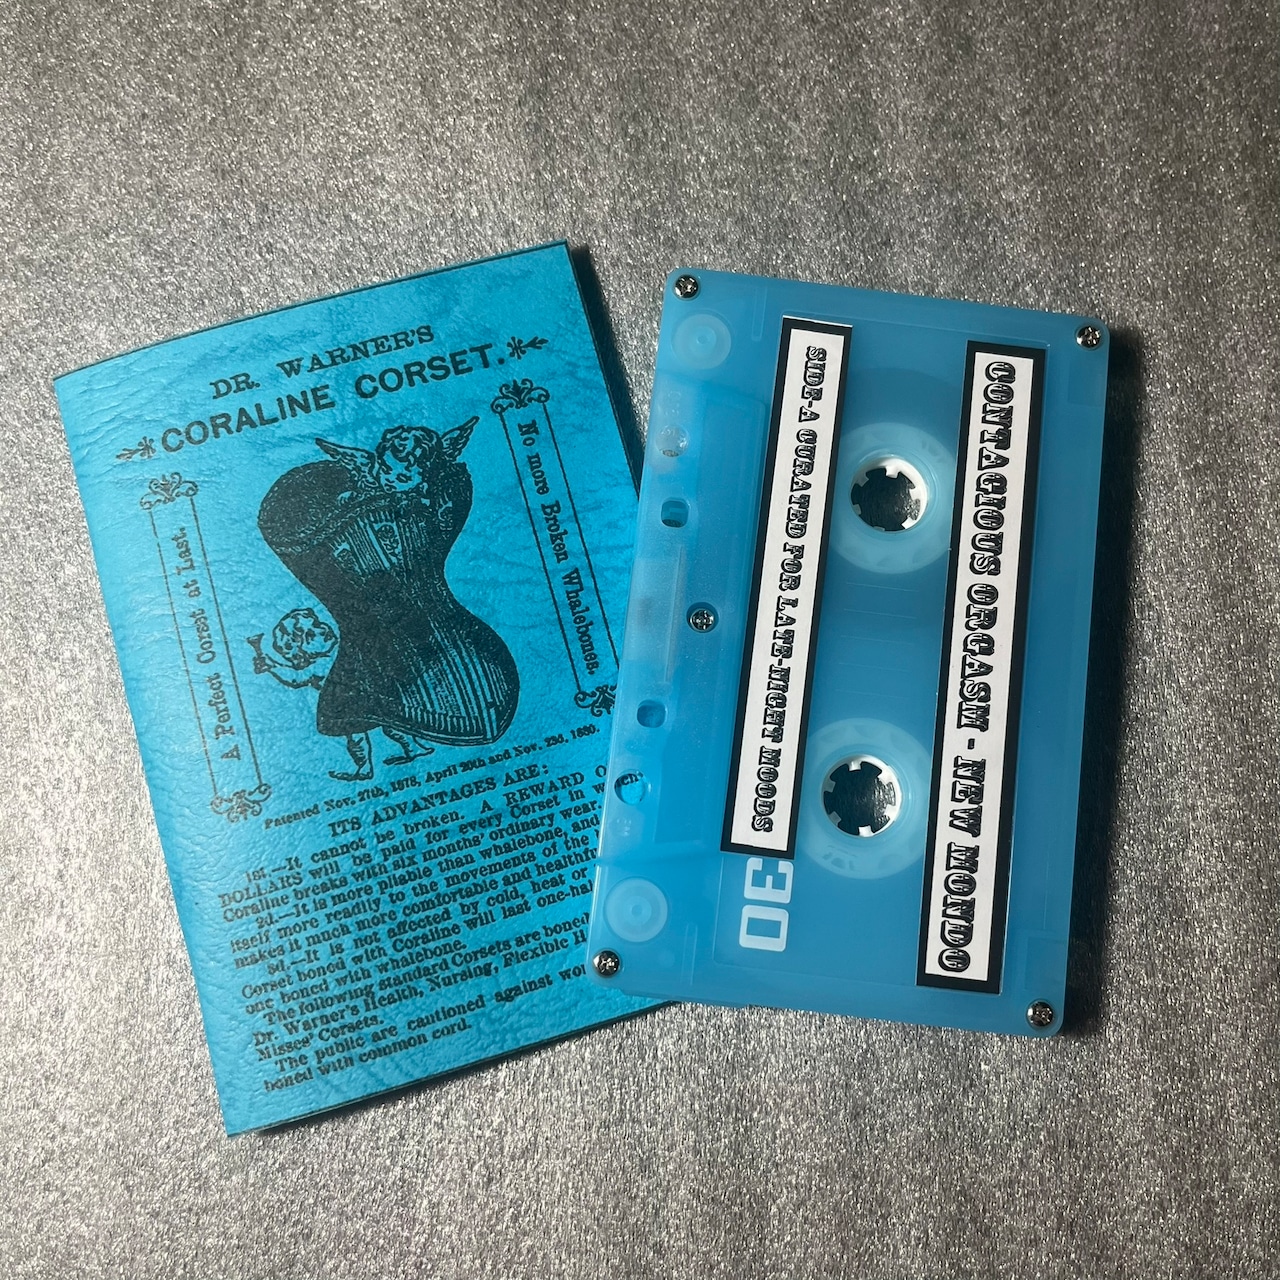 DR. WARNER'S
CORALINE CORSET.
A Perfect Corset at Last.
No more Broken Whalebones.
Patented Nov. 27th, 1878, April 20th and Nov. 23d, 1880.
ITS ADVANTAGES ARE:
1st.—It cannot be broken. A REWARD O
DOLLARS will be paid for every Corset in which
Coraline breaks with six months' ordinary wear.
2d.—It is more pliable than whalebone, and
itself more readily to the movements of the
makes it much more comfortable and healthfu
3d.—It is not affected by cold, heat or
Corset boned with Coraline will last one-hal
one boned with whalebone.
The following standard Corsets are boned
Dr. Warner's Health, Nursing, Flexible H
Misses' Corsets.
The public are cautioned against wo
boned with common cord.
CONTAGIOUS ORGASM - NEW MONDO
SIDE-A CURATED FOR LATE-NIGHT MOODS
30